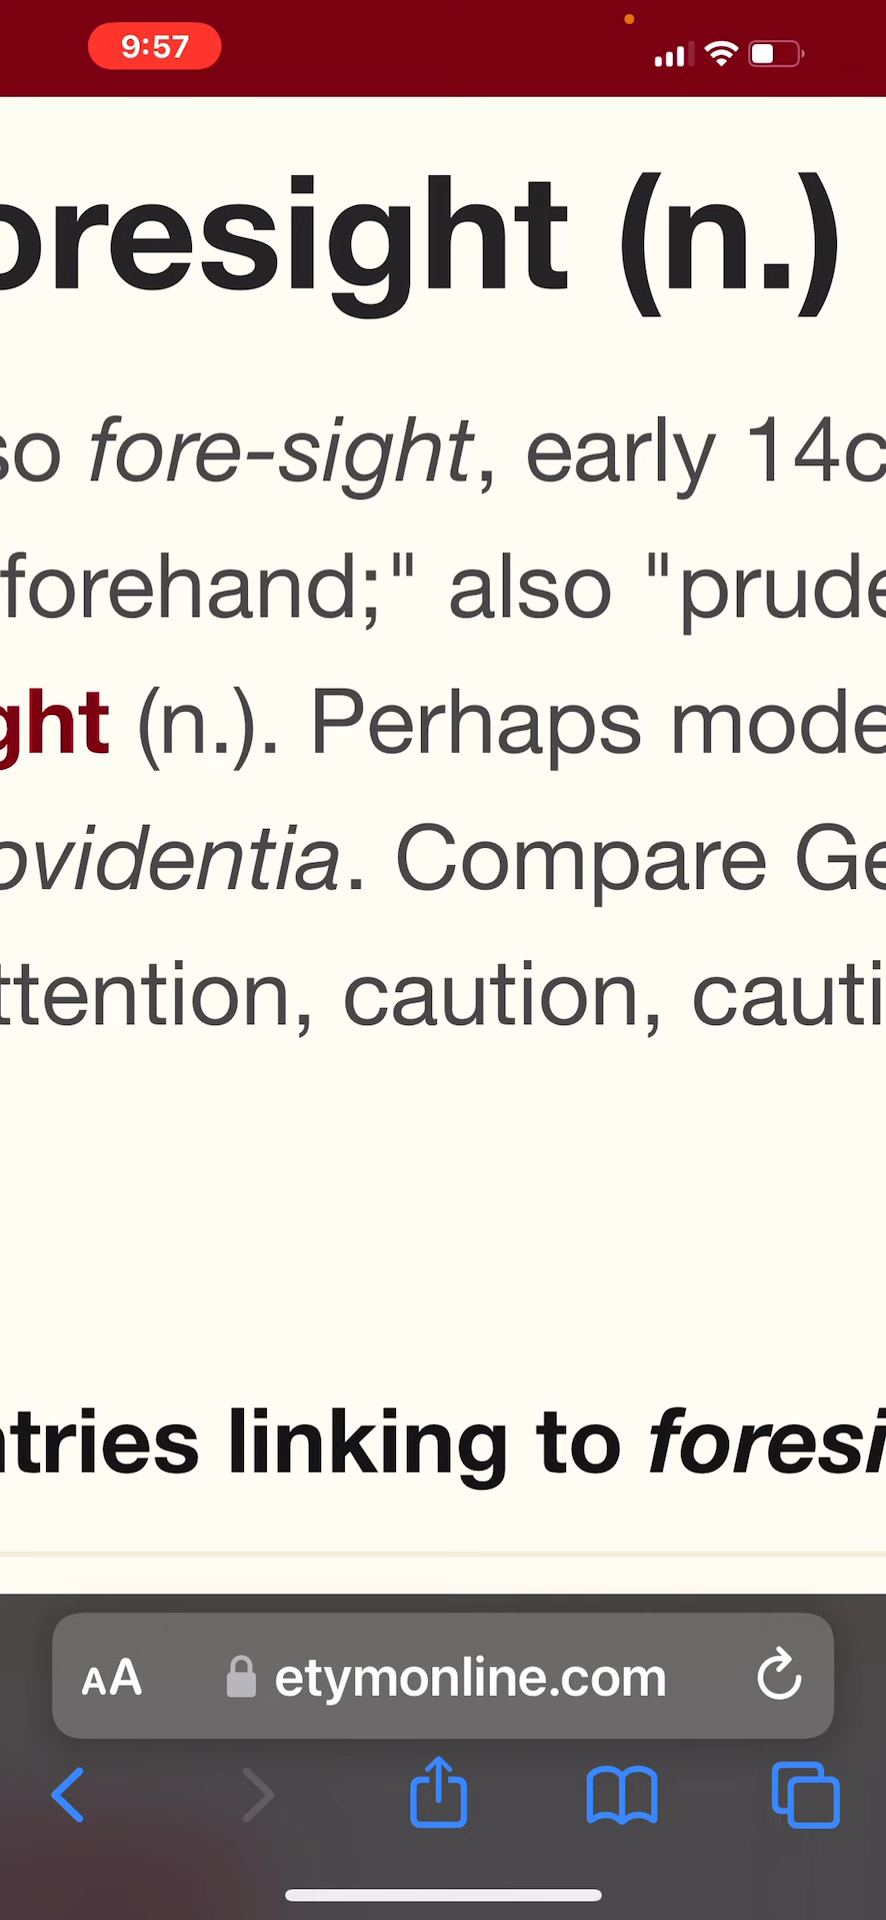 9:57
oresight (n.)
so fore-sight, early 14c
forehand;" also "prude
ght (n.). Perhaps mode
ovidentia. Compare Ge
ttention, caution, cauti
ntries linking to foresi
AA etymonline.com